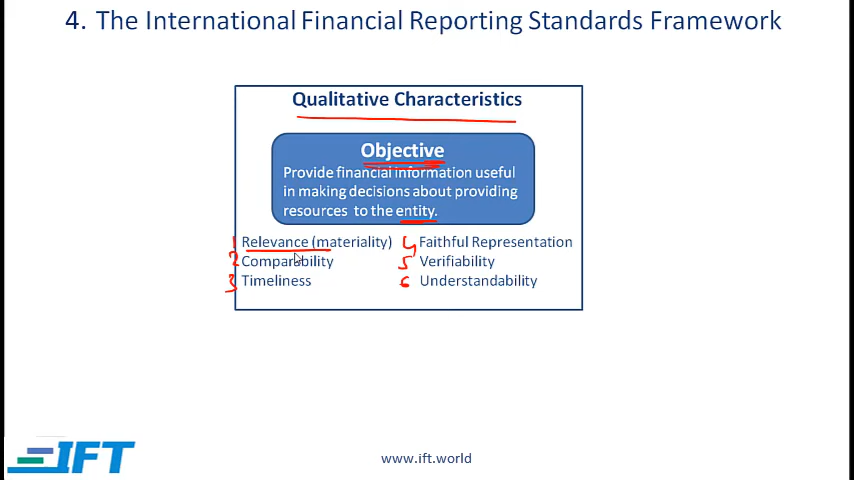 4. The International Financial Reporting Standards Framework
Qualitative Characteristics
Objective
Provide financial information useful
in making decisions about providing
resources to the entity.
1 Relevance (materiality) 4 Faithful Representation
2 Comparability 5 Verifiability
3 Timeliness 6 Understandability
IFT
www.ift.world